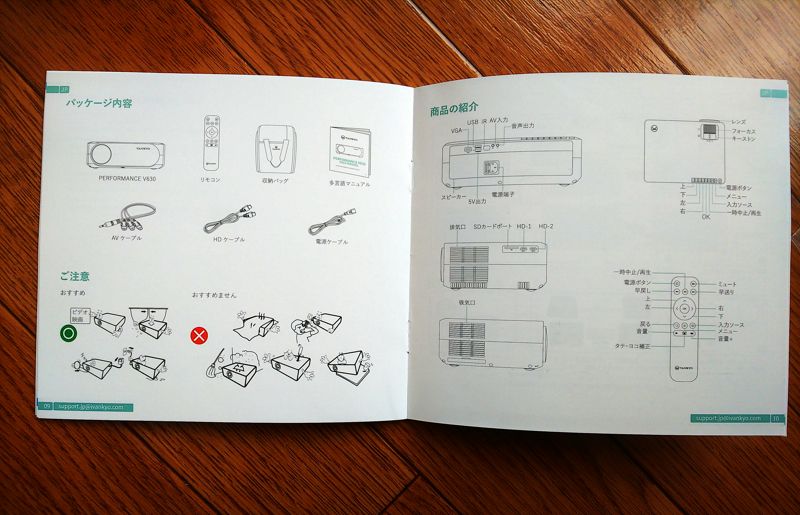 JP
パッケージ内容
PERFORMANCE V630
リモコン
収納バッグ
多言語マニュアル
AV ケーブル
HD ケーブル
電源ケーブル
ご注意
おすすめ
おすすめません
ビデオ
映画
09
support.jp@ivankyo.com
JP
商品の紹介
USB IR AV入力
VGA
音声出力
スピーカー
5V出力
電源端子
レンズ
フォーカス
キーストン
上
下
左
右
OK
電源ボタン
メニュー
入力ソース
一時中止/再生
排気口
SDカードポート
HD-1
HD-2
吸気口
一時中止/再生
電源ボタン
早戻し
上
左
戻る
音量-
タテ・ヨコ補正
ミュート
早送り
右
下
入力ソース
メニュー
音量+
VANKYO
support.jp@ivankyo.com
10